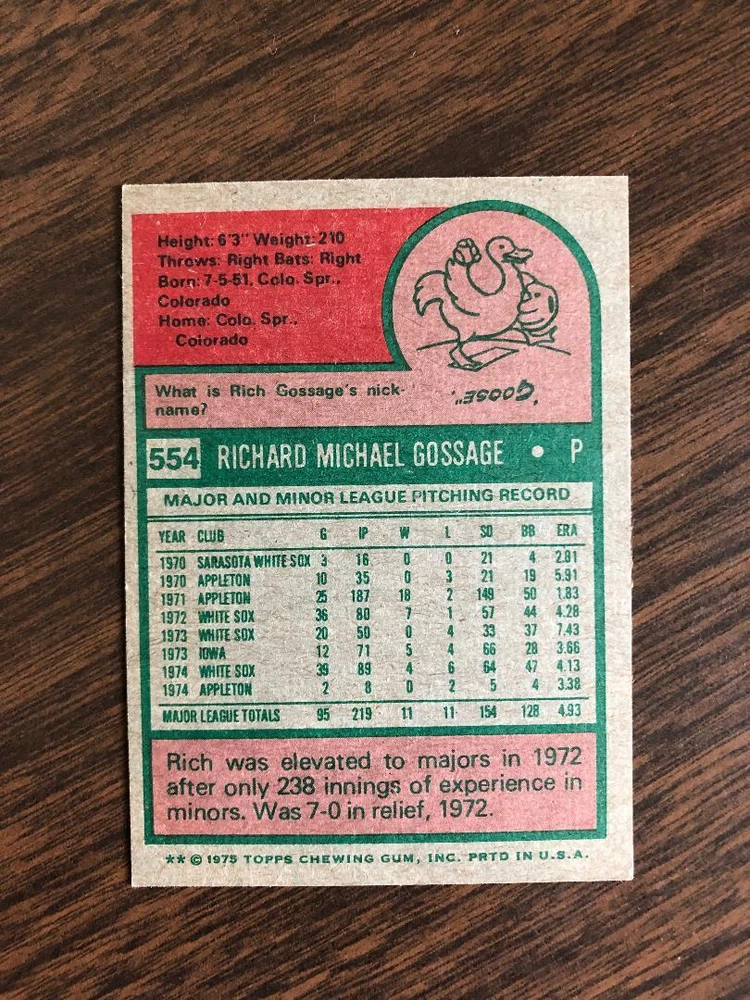 Height: 6'3" Weight: 210
Throws: Right Bats: Right
Born: 7-5-51, Colo. Spr.,
Colorado
Home: Colo. Spr.,
Colorado
What is Rich Gossage's nick-
name?
"GOOSE".
554 RICHARD MICHAEL GOSSAGE • P
MAJOR AND MINOR LEAGUE PITCHING RECORD
YEAR CLUB G IP W L SO BB ERA
1970 SARASOTA WHITE SOX 3 16 0 0 21 4 2.81
1970 APPLETON 10 35 0 3 21 19 5.91
1971 APPLETON 25 187 18 2 149 50 1.83
1972 WHITE SOX 36 80 7 1 57 44 4.28
1973 WHITE SOX 20 50 0 4 33 37 7.43
1973 IOWA 12 71 5 4 66 28 3.66
1974 WHITE SOX 39 89 4 6 64 47 4.13
1974 APPLETON 2 8 0 2 5 4 3.38
MAJOR LEAGUE TOTALS 95 219 11 11 154 128 4.93
Rich was elevated to majors in 1972
after only 238 innings of experience in
minors. Was 7-0 in relief, 1972.
** © 1975 TOPPS CHEWING GUM, INC. PRTD IN U.S.A.